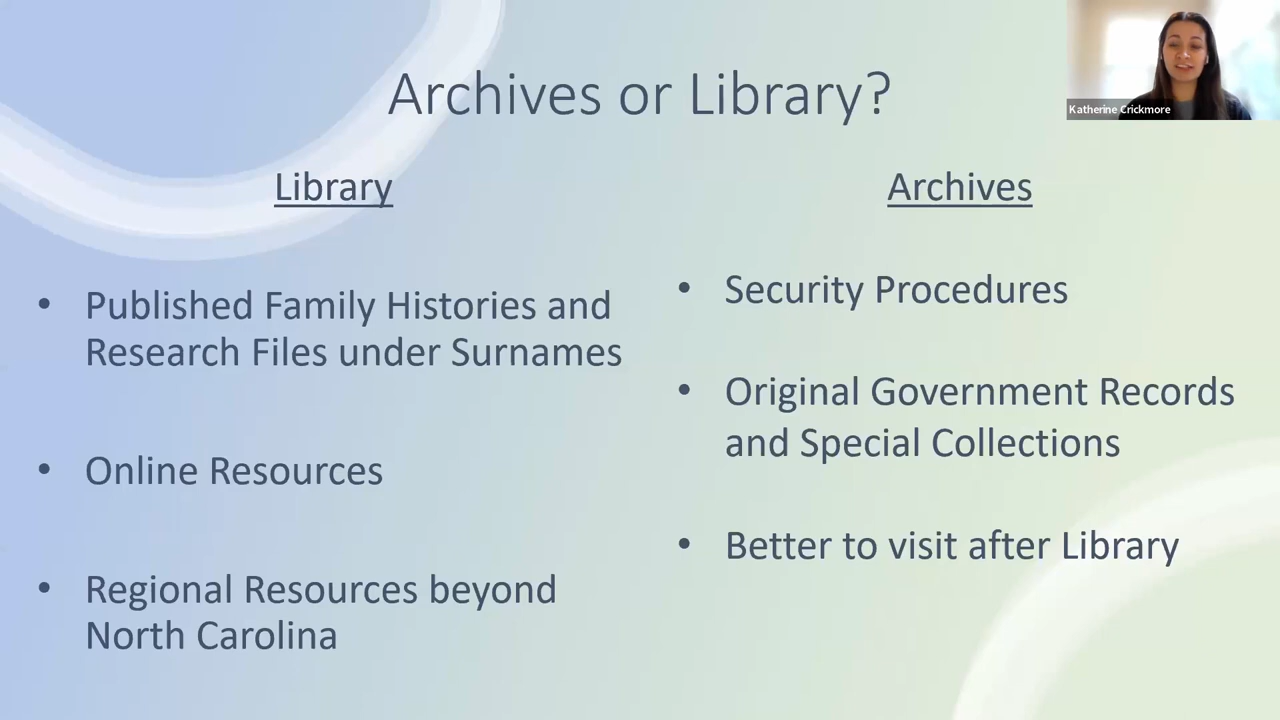 Archives or Library?
Katherine Crickmore
Library
• Published Family Histories and
Research Files under Surnames
• Online Resources
• Regional Resources beyond
North Carolina
Archives
• Security Procedures
• Original Government Records
and Special Collections
• Better to visit after Library